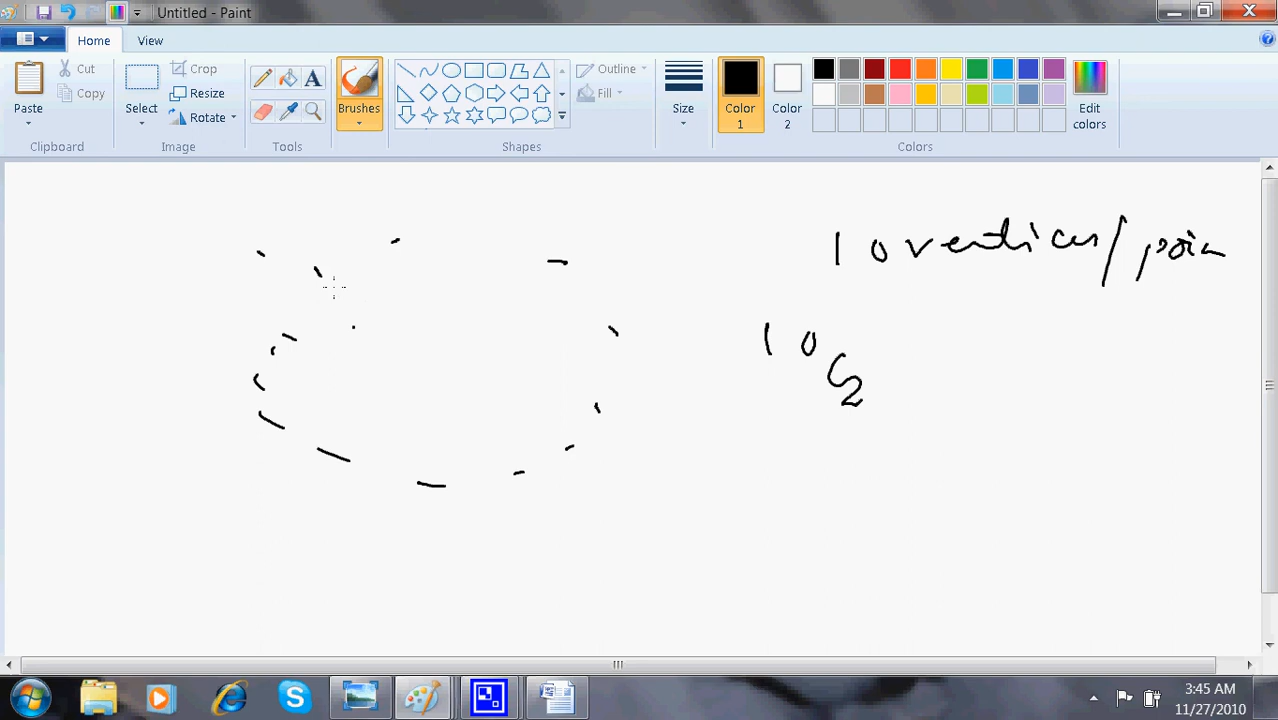 Untitled - Paint
Home View
Cut
Copy
Paste
Clipboard
Crop
Resize
Rotate
Select
Image
Tools
Brushes
Outline
Fill
Shapes
Size
Color 1
Color 2
Edit colors
Colors
10 vertices/poin
10C2
3:45 AM
11/27/2010